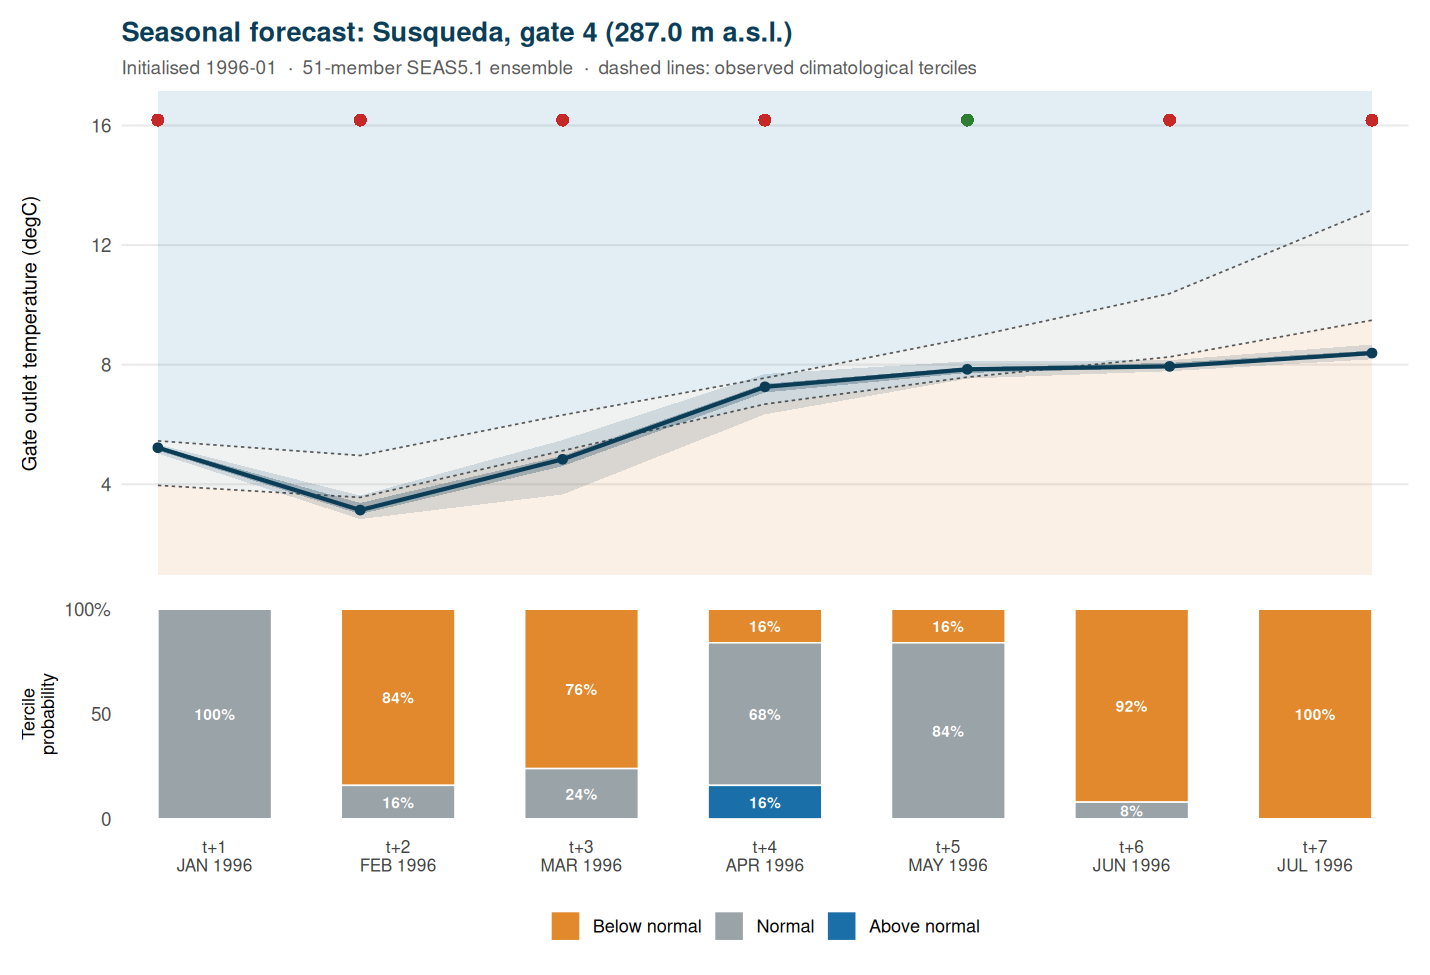 Seasonal forecast: Susqueda, gate 4 (287.0 m a.s.l.)
Initialised 1996-01 · 51-member SEAS5.1 ensemble · dashed lines: observed climatological terciles
Gate outlet temperature (degC)
16
12
8
4
Tercile
probability
100%
50
0
100%
84%
16%
76%
24%
16%
68%
16%
16%
84%
92%
8%
100%
t+1
JAN 1996
t+2
FEB 1996
t+3
MAR 1996
t+4
APR 1996
t+5
MAY 1996
t+6
JUN 1996
t+7
JUL 1996
Below normal
Normal
Above normal